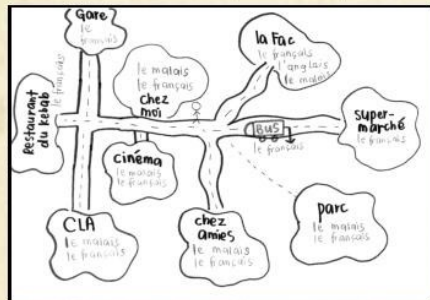 Gare
le
français
la Fac
le français
l'anglais
le malais
Restaurant
du kebab
le français
le malais
le français
chez
moi
Bus
le français
super-
marché
le français
cinéma
le malais
le français
CLA
le malais
le français
chez
amies
le malais
le français
parc
le malais
le français